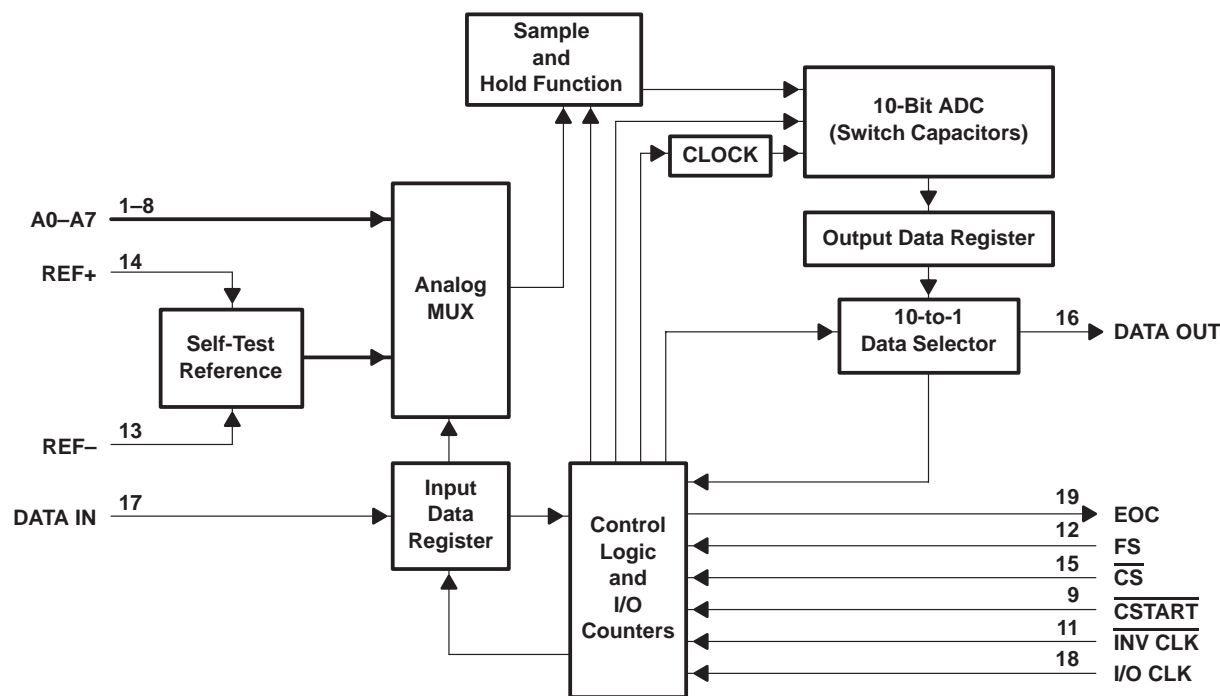 Sample
and
Hold Function
10-Bit ADC
(Switch Capacitors)
CLOCK
A0–A7
1–8
REF+
14
Analog
MUX
Output Data Register
Self-Test
Reference
10-to-1
Data Selector
16
DATA OUT
REF–
13
DATA IN
17
Input
Data
Register
Control
Logic
and
I/O
Counters
19
EOC
12
FS
15
CS
9
CSTART
11
INV CLK
18
I/O CLK